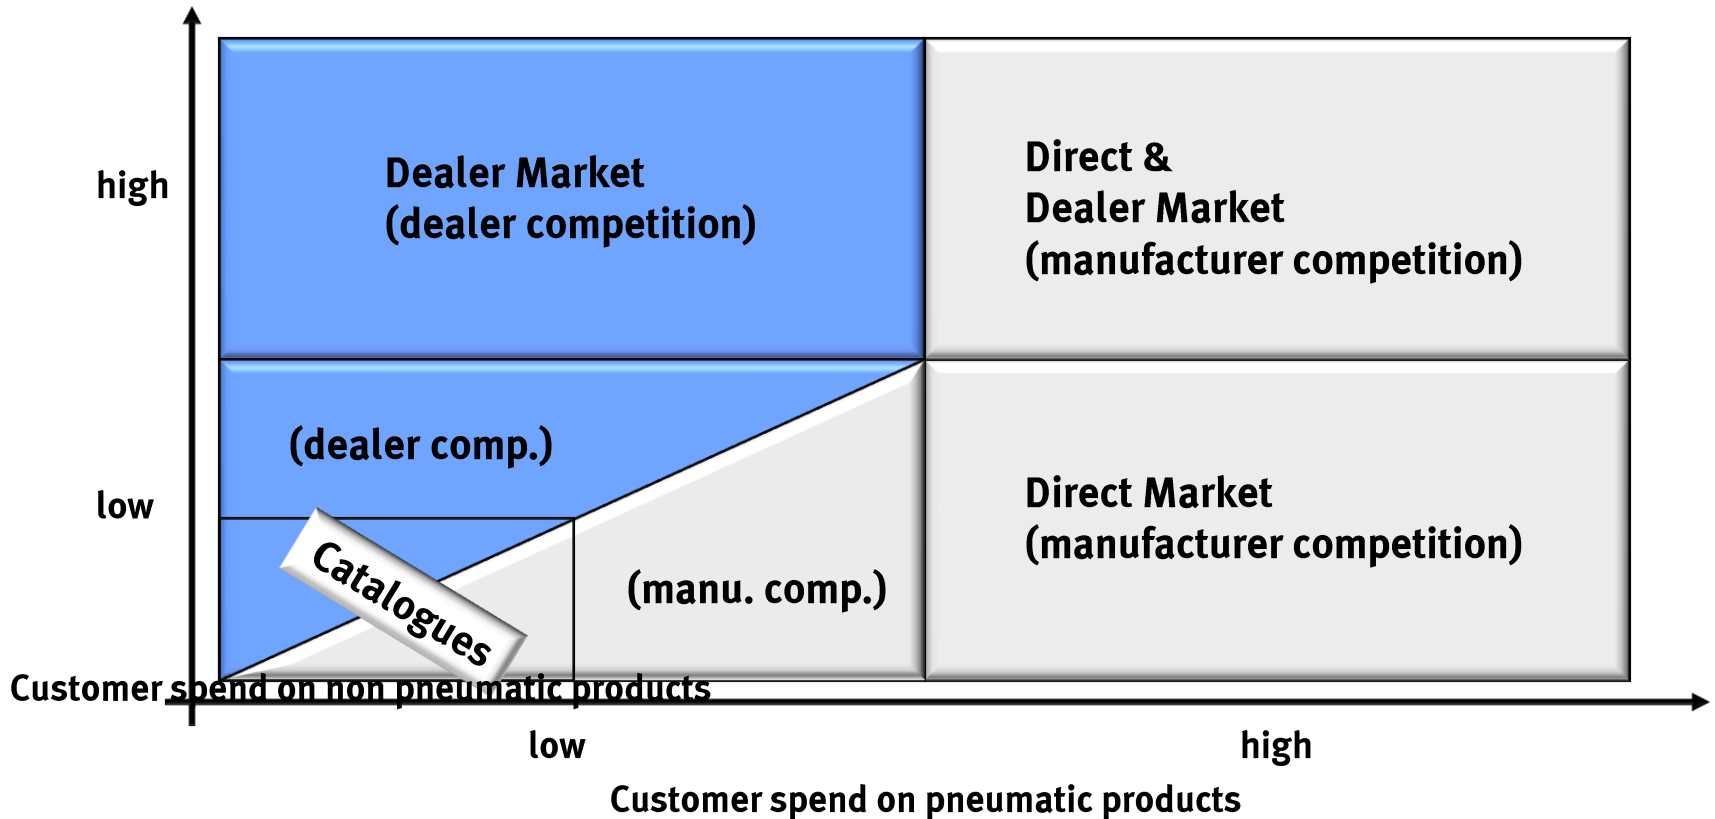 high
Dealer Market
(dealer competition)
Direct &
Dealer Market
(manufacturer competition)
low
(dealer comp.)
Catalogues
(manu. comp.)
Direct Market
(manufacturer competition)
Customer spend on non pneumatic products
low
high
Customer spend on pneumatic products